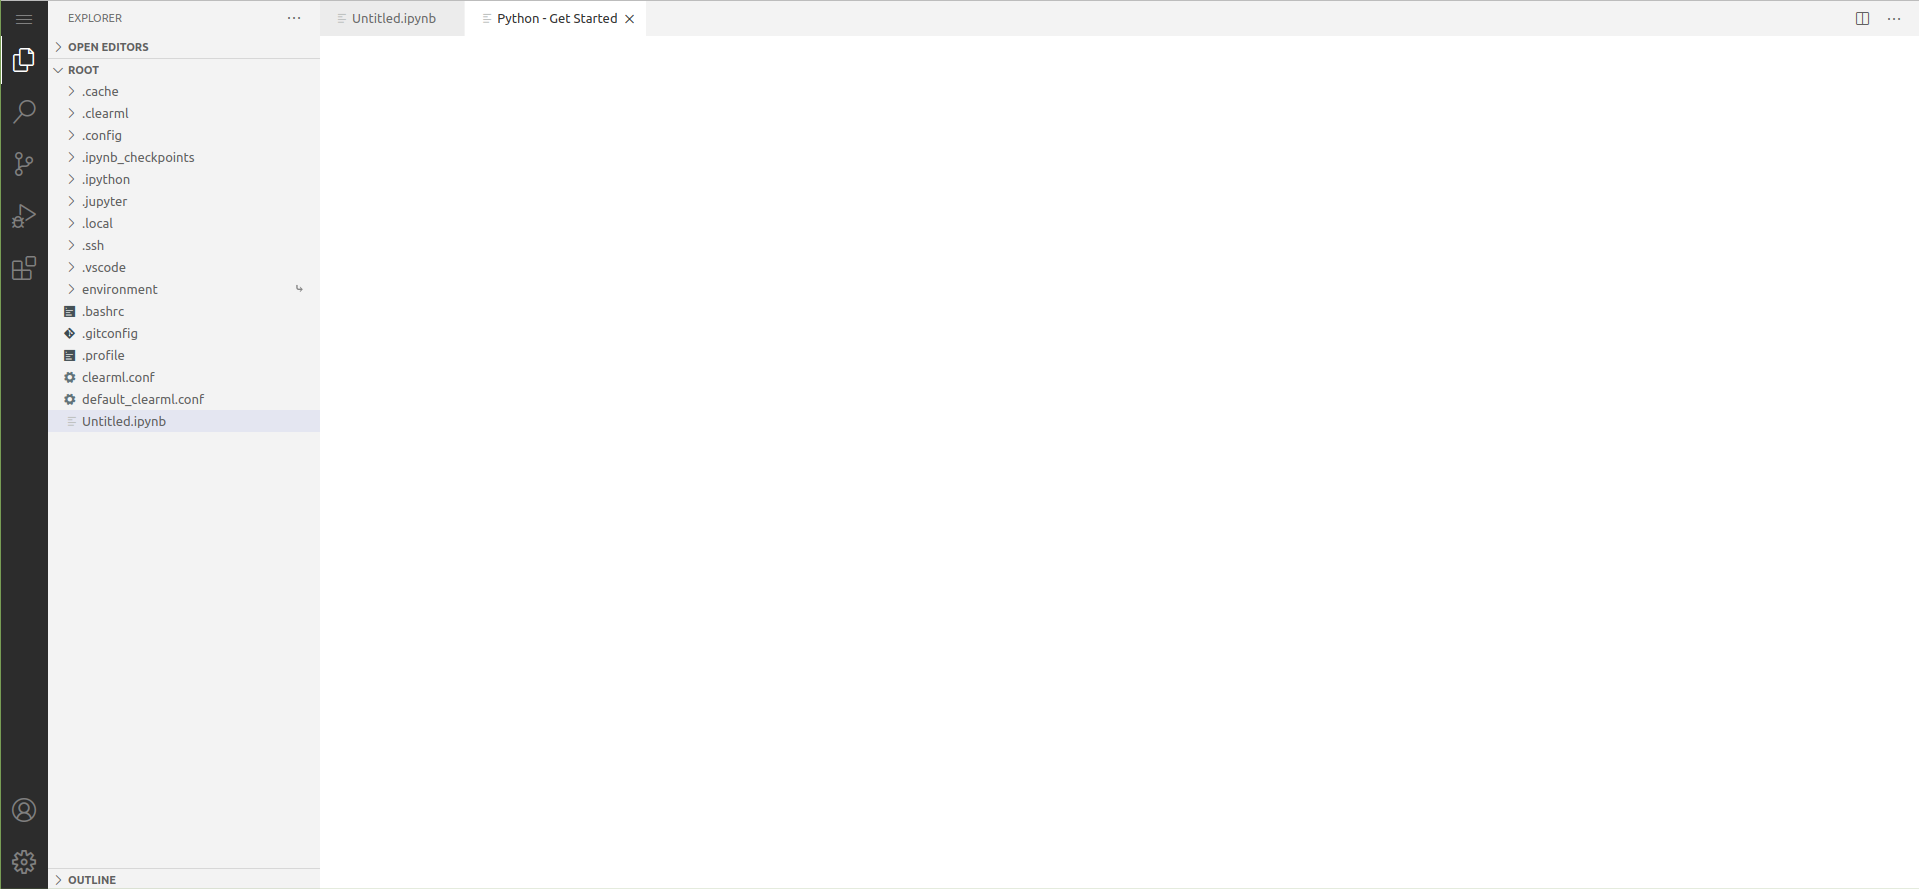 EXPLORER
OPEN EDITORS
ROOT
.cache
.clearml
.config
.ipynb_checkpoints
.ipython
.jupyter
.local
.ssh
.vscode
environment
.bashrc
.gitconfig
.profile
clearml.conf
default_clearml.conf
Untitled.ipynb
OUTLINE
Untitled.ipynb
Python - Get Started